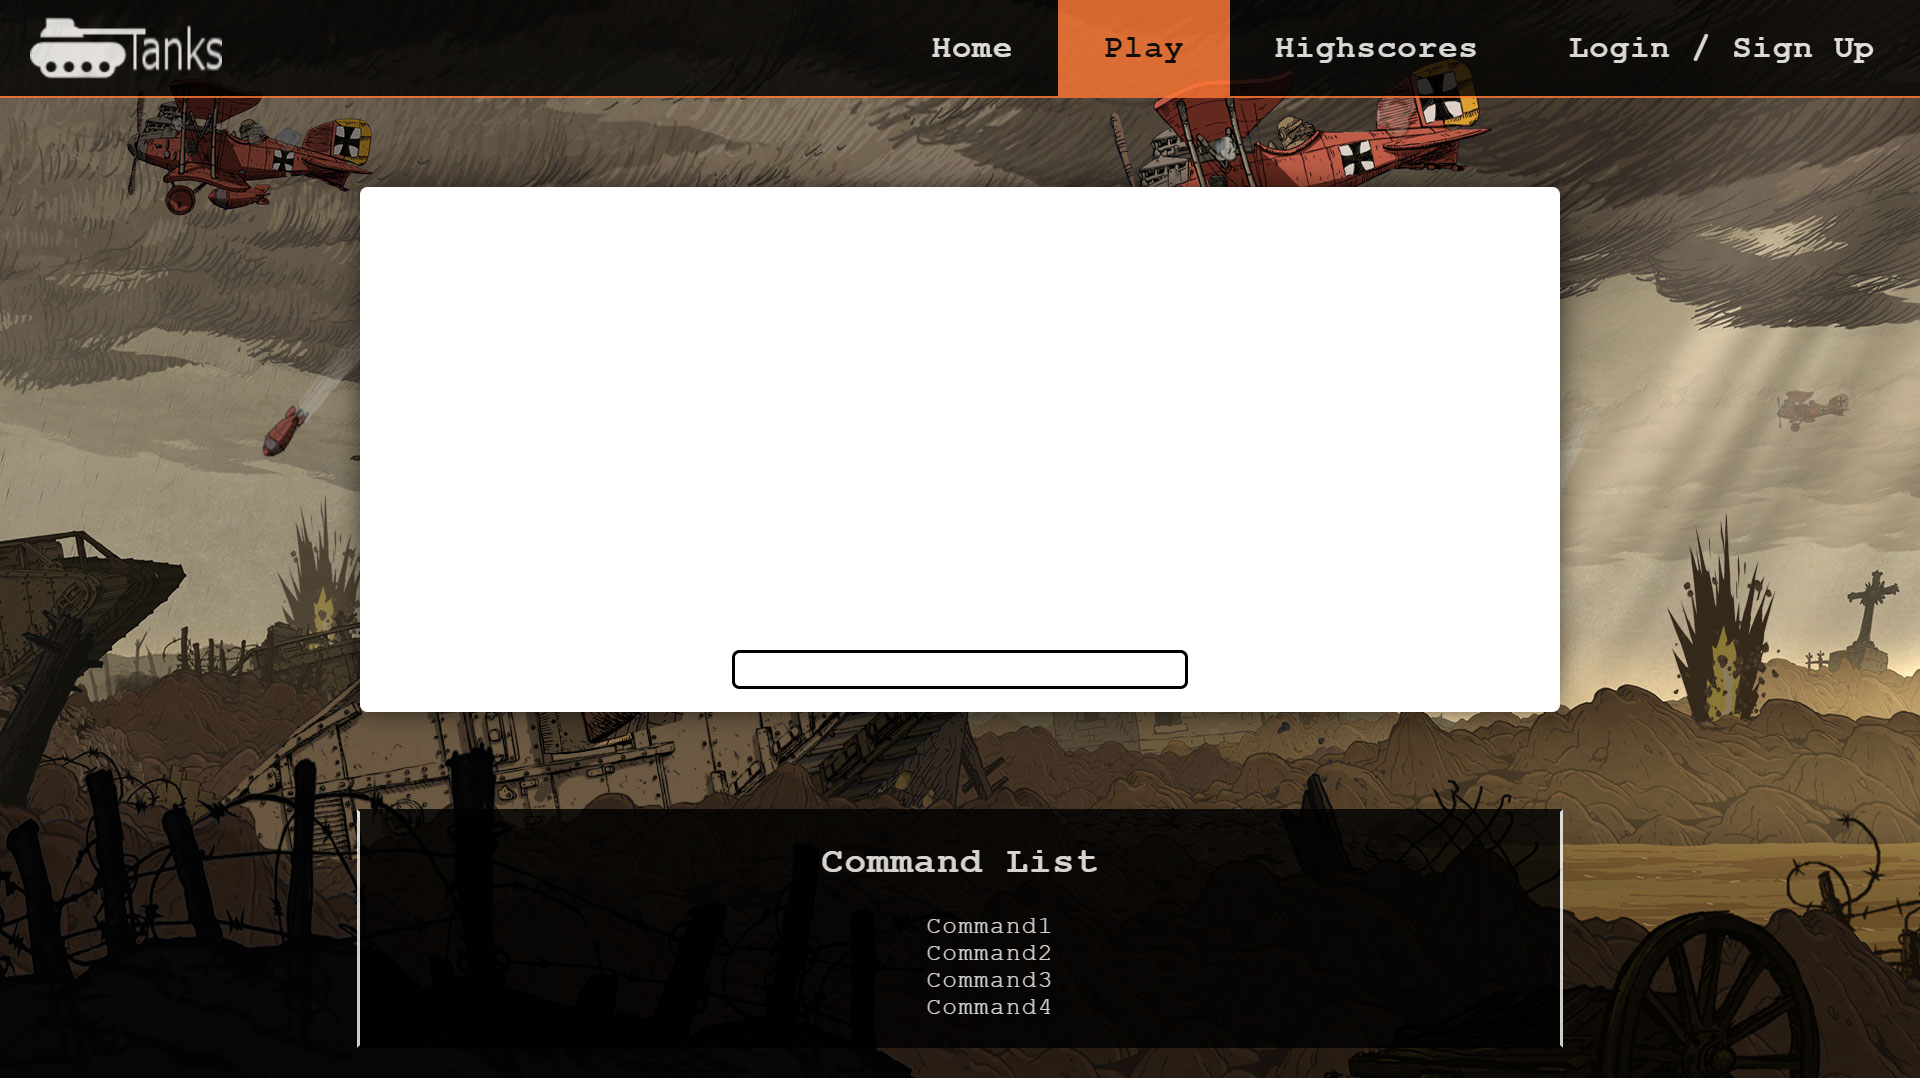 Tanks
Home
Play
Highscores
Login / Sign Up
Command List
Command1
Command2
Command3
Command4